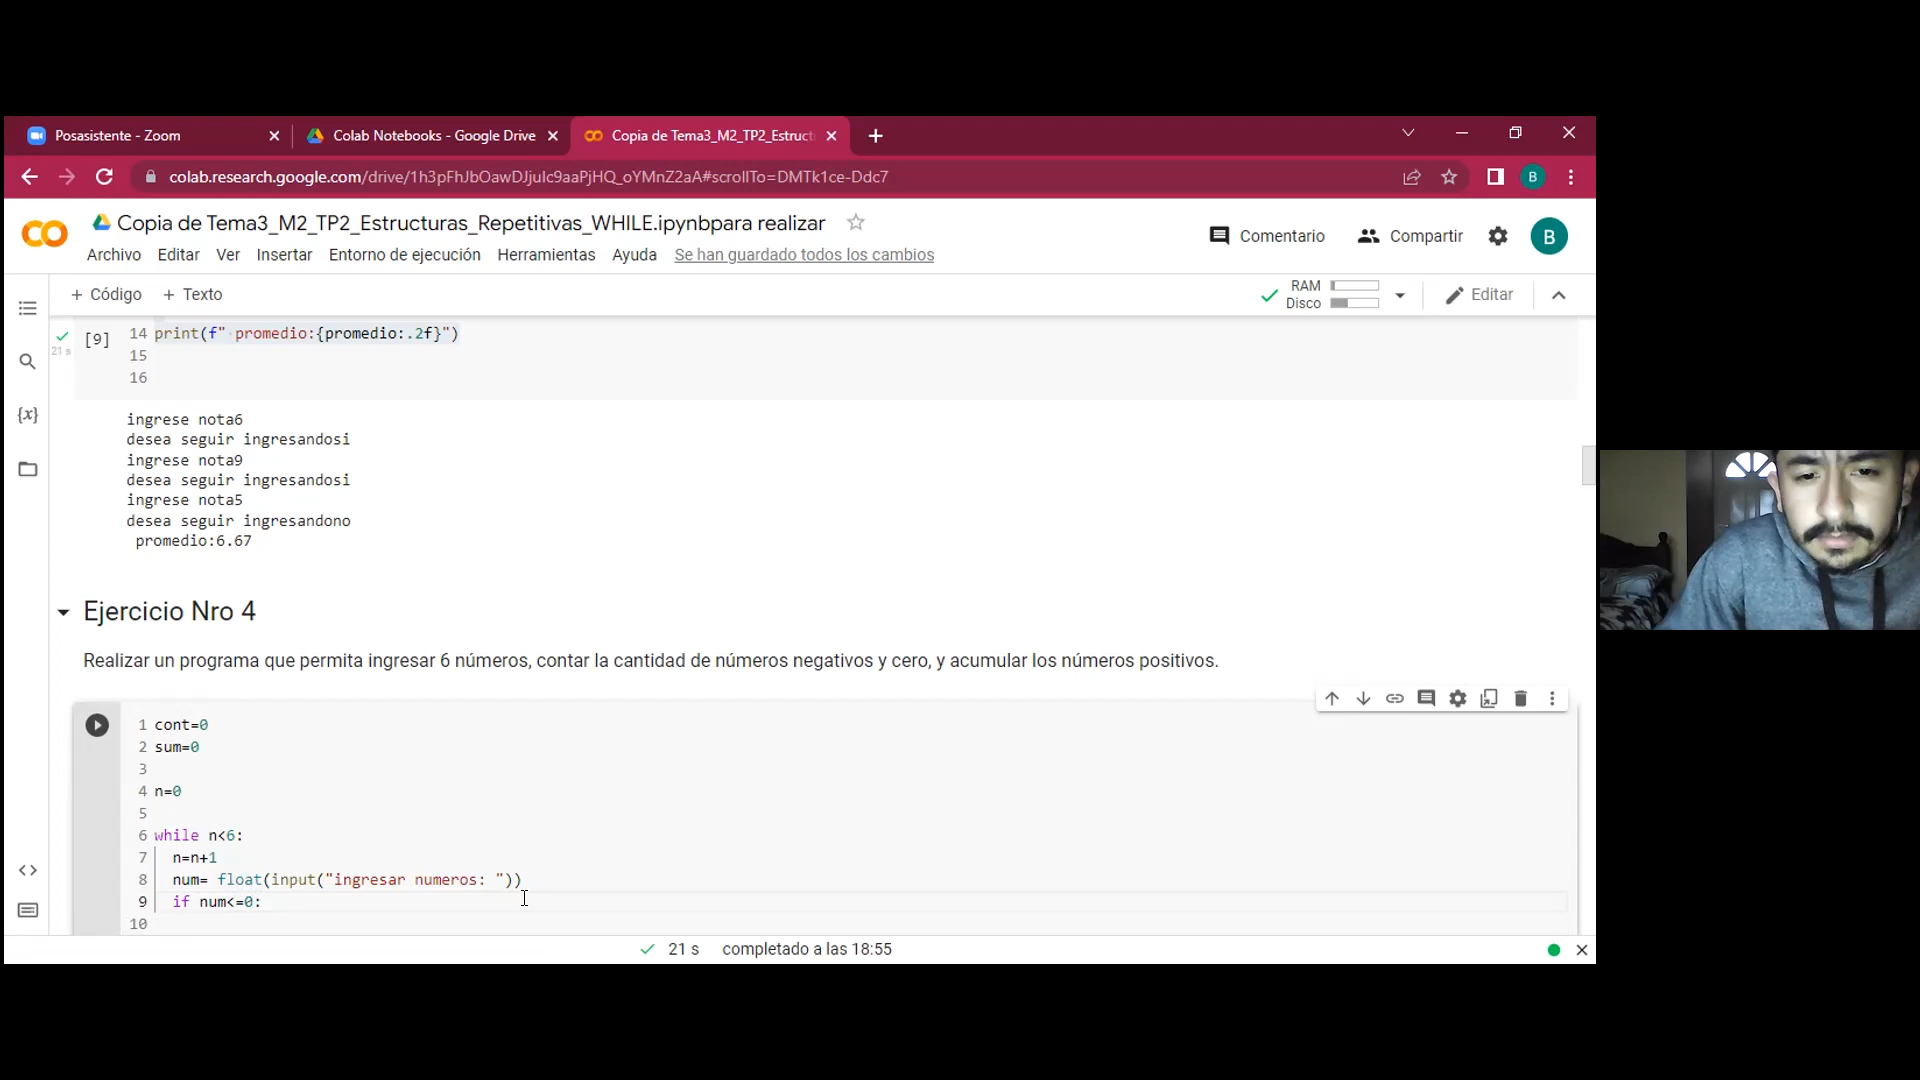 Posasistente - Zoom
Colab Notebooks - Google Drive
Copia de Tema3_M2_TP2_Estruct
colab.research.google.com/drive/1h3pFhJbOawDJjuIc9aaPjHQ_oYMnZ2aA#scrollTo=DMTk1ce-Ddc7
B
Copia de Tema3_M2_TP2_Estructuras_Repetitivas_WHILE.ipynbpara realizar
Comentario
Compartir
B
Archivo Editar Ver Insertar Entorno de ejecución Herramientas Ayuda Se han guardado todos los cambios
+ Código + Texto
RAM
Disco
Editar
[9]
21 s
14 print(f" promedio:{promedio:.2f}")
15
16
ingrese nota6
desea seguir ingresandosi
ingrese nota9
desea seguir ingresandosi
ingrese nota5
desea seguir ingresandono
promedio:6.67
Ejercicio Nro 4
Realizar un programa que permita ingresar 6 números, contar la cantidad de números negativos y cero, y acumular los números positivos.
1 cont=0
2 sum=0
3
4 n=0
5
6 while n<6:
7 n=n+1
8 num= float(input("ingresar numeros: "))
9 if num<=0:
10
21 s completado a las 18:55